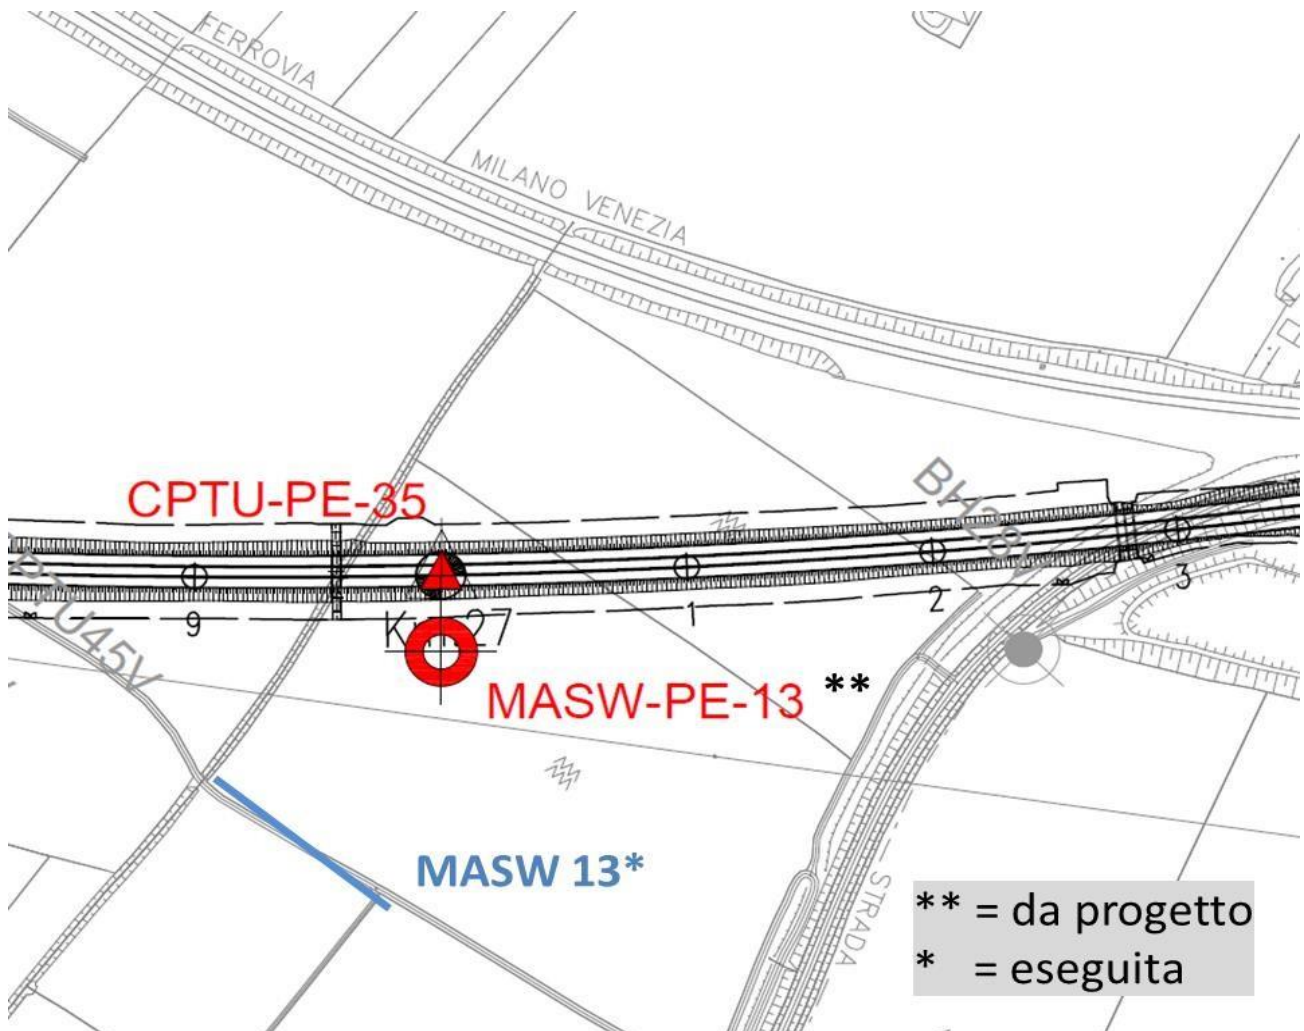 FERROVIA
MILANO VENEZIA
BH28V
CPTU-PE-35
PTU45V
9
1
2
3
MASW-PE-13 **
MASW 13*
STRADA
** = da progetto
* = eseguita